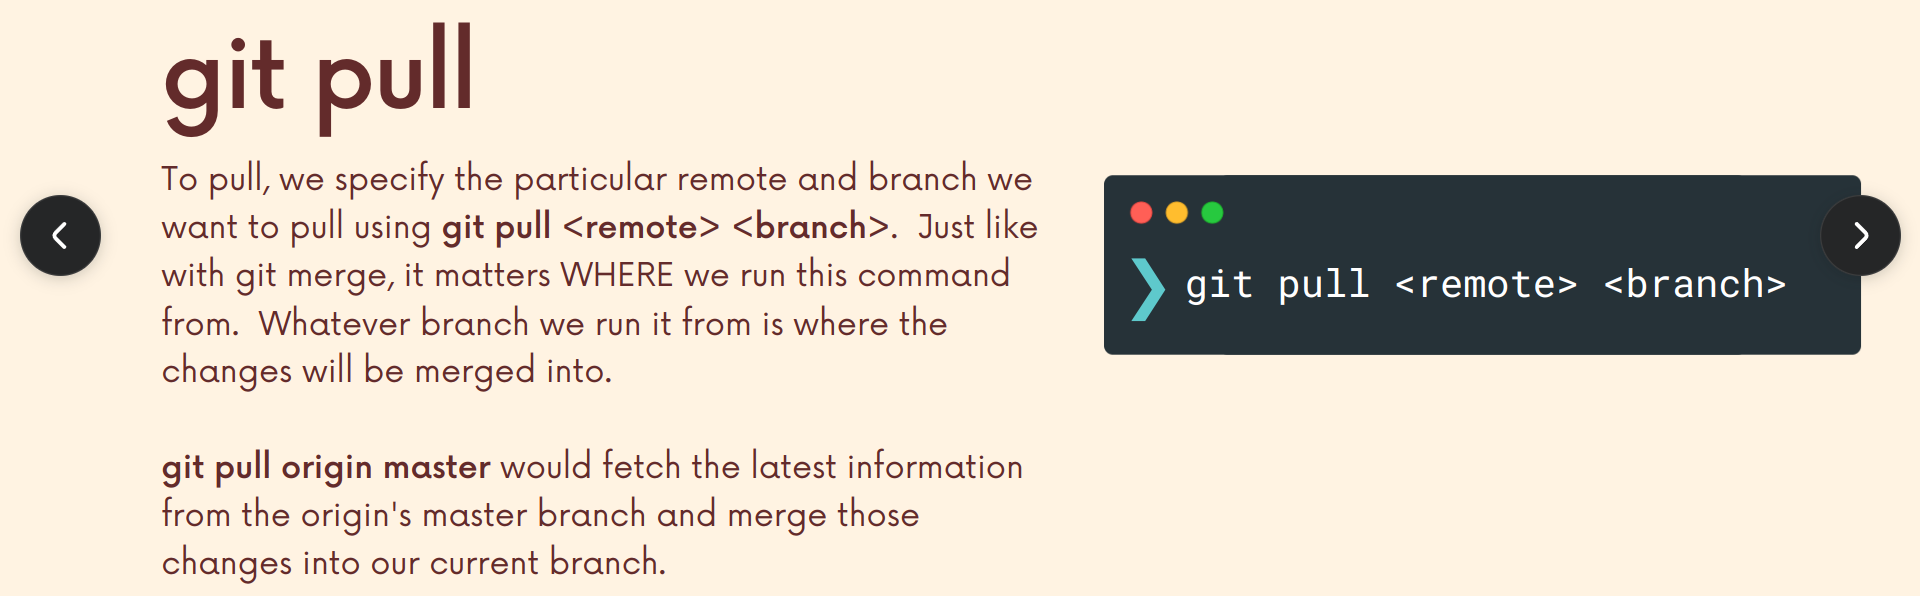 git pull
To pull, we specify the particular remote and branch we
want to pull using git pull <remote> <branch>.  Just like
with git merge, it matters WHERE we run this command
from.  Whatever branch we run it from is where the
changes will be merged into.
git pull origin master would fetch the latest information
from the origin's master branch and merge those
changes into our current branch.
❯ git pull <remote> <branch>